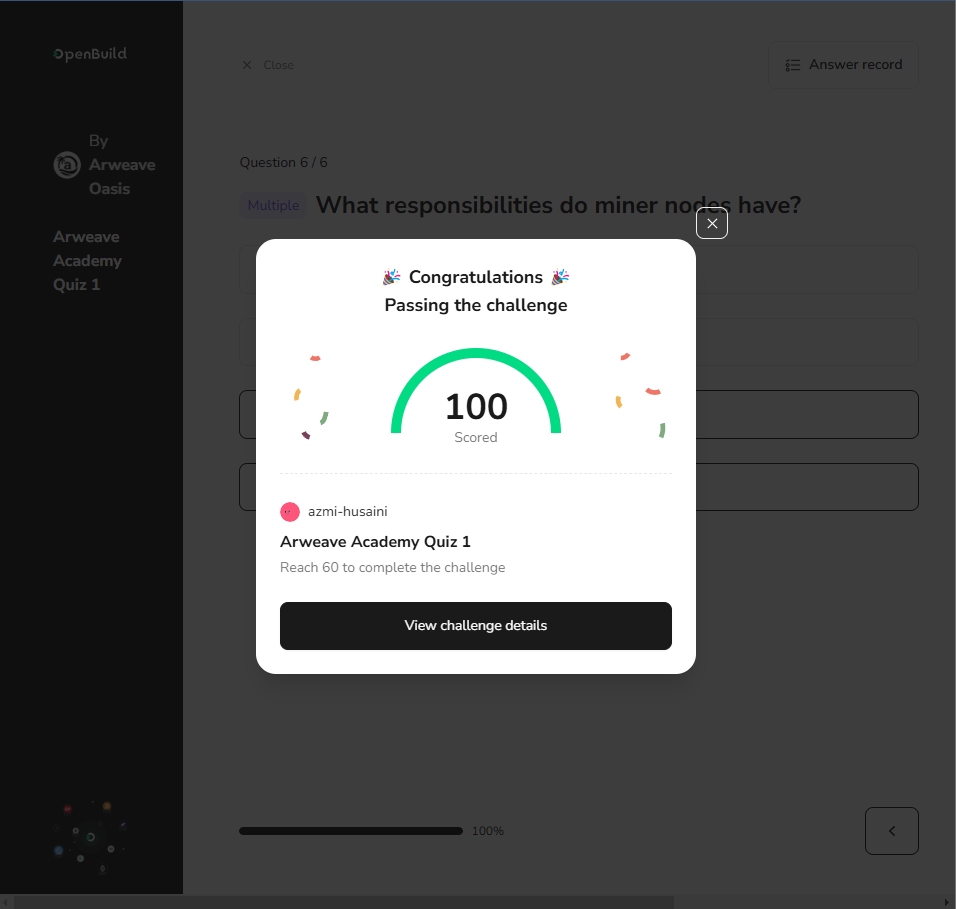 OpenBuild
By
Arweave
Oasis
Arweave
Academy
Quiz 1
Close
Answer record
Question 6 / 6
Multiple
What responsibilities do miner nodes have?
Congratulations
Passing the challenge
100
Scored
azmi-husaini
Arweave Academy Quiz 1
Reach 60 to complete the challenge
View challenge details
100%